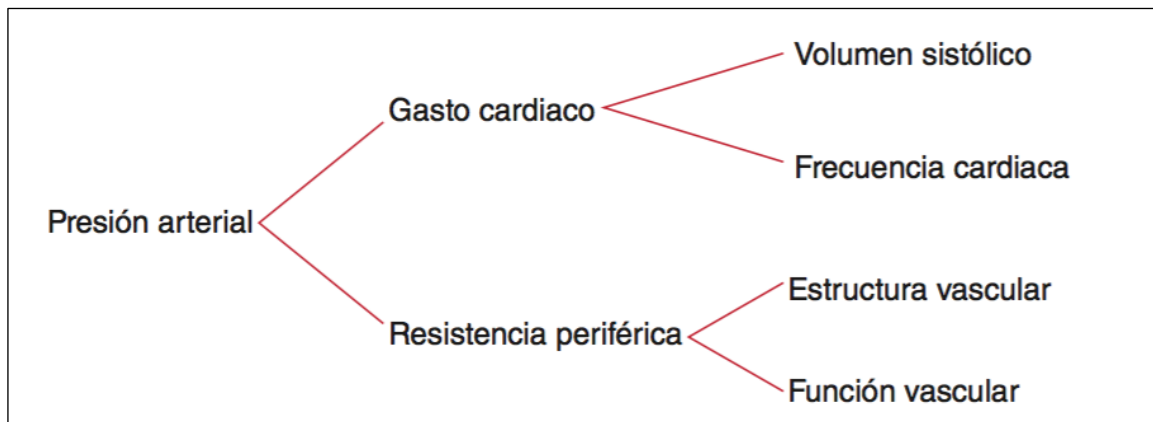 Volumen sistólico
Gasto cardiaco
Frecuencia cardiaca
Presión arterial
Estructura vascular
Resistencia periférica
Función vascular